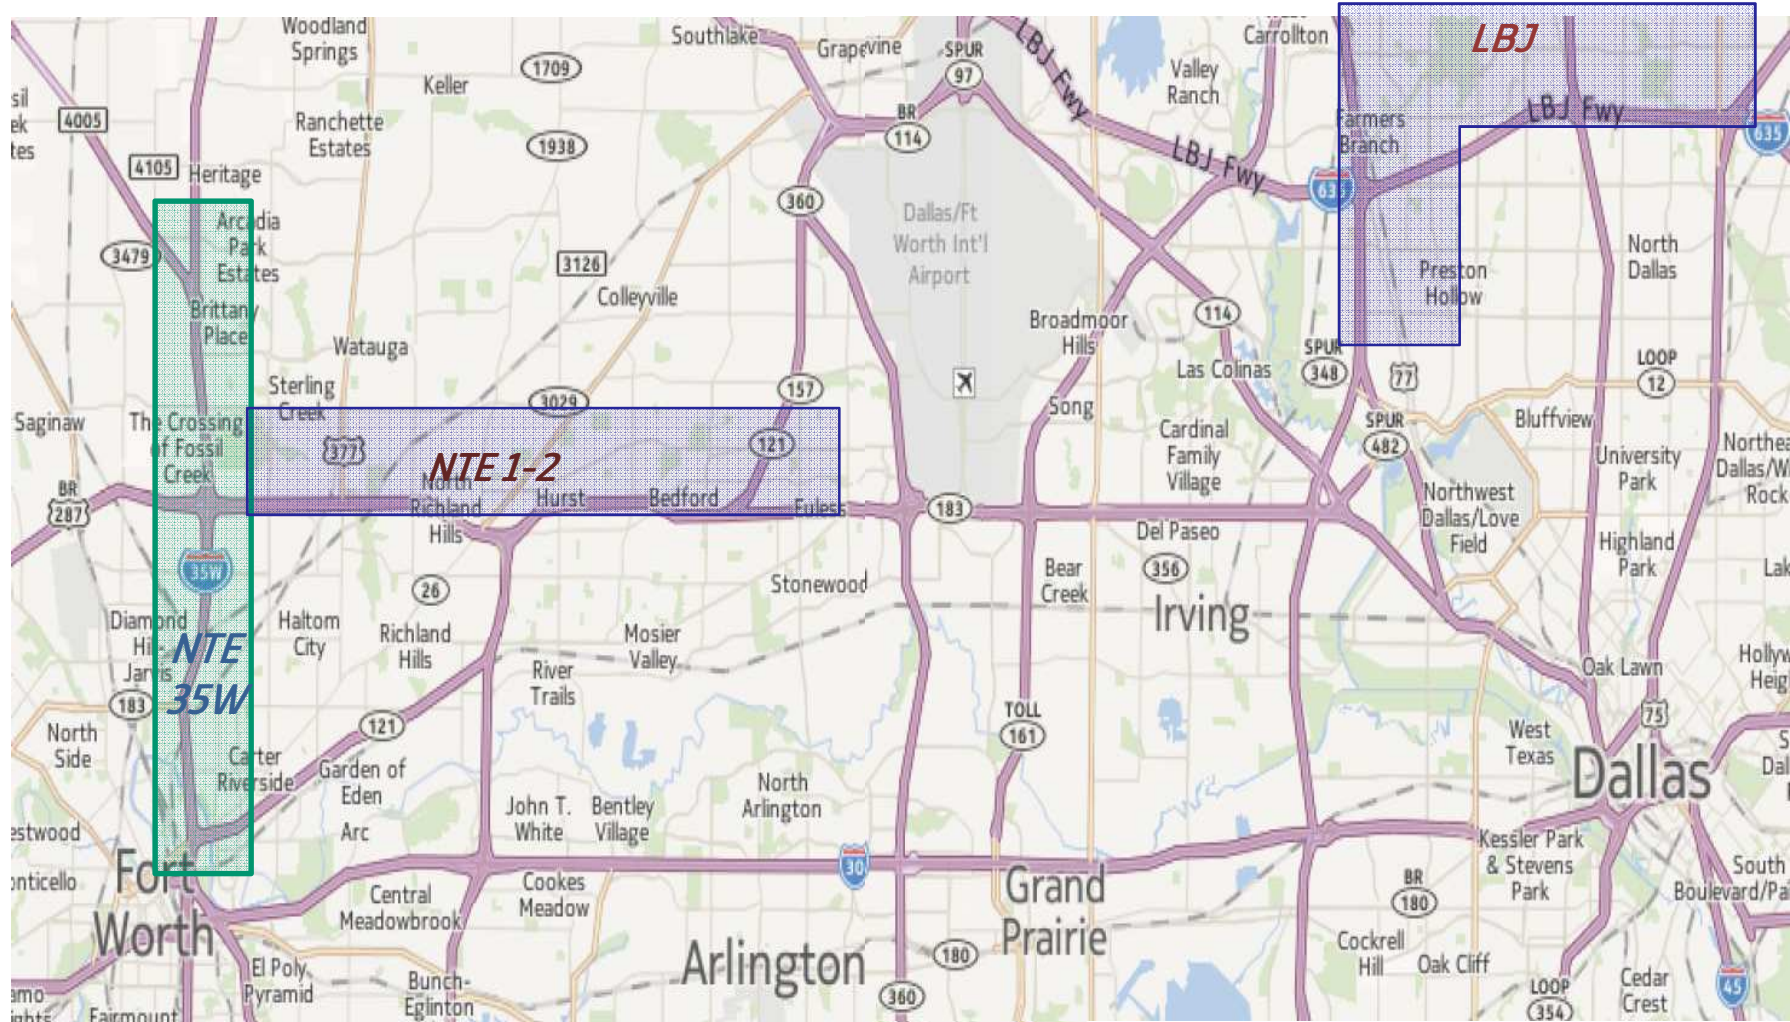 Woodland
Springs
Southlake
Grapevine
SPUR
97
LBJ Fwy
Carrollton
LBJ
1709
Keller
Valley
Ranch
4005
Ranchette
Estates
1938
BR
114
LBJ Fwy
Farmers
Branch
635
4105
Heritage
LBJ Fwy
635
360
Arcadia
Park
Estates
Dallas/Ft
Worth Int'l
Airport
3479
3126
North
Dallas
Preston
Hollow
Colleyville
Brittany
Place
114
Broadmoor
Hills
Watauga
SPUR
348
77
LOOP
12
Las Colinas
Sterling
Creek
157
3029
Song
Saginaw
The Crossing
of Fossil
Creek
377
121
SPUR
482
Bluffview
Cardinal
Family
Village
NTE 1-2
University
Park
North
Richland
Hills
Hurst
Bedford
Euless
183
BR
287
Northwest
Dallas/Love
Field
Del Paseo
35W
26
Stonewood
Bear
Creek
356
Highland
Park
Irving
Diamond
Hill-
Jarvis
Haltom
City
Richland
Hills
Mosier
Valley
NTE
35W
River
Trails
Oak Lawn
183
121
TOLL
161
75
North
Side
West
Texas
Carter
Riverside
Garden of
Eden
North
Arlington
Dallas
John T.
White
Bentley
Village
Arc
Kessler Park
& Stevens
Park
Fort
Worth
30
Central
Meadowbrook
Cookes
Meadow
Grand
Prairie
BR
180
South
Arlington
180
Cockrell
Hill
Oak Cliff
El Poly
Pyramid
Bunch-
Eglinton
360
LOOP
354
Cedar
Crest
45
Fairmount